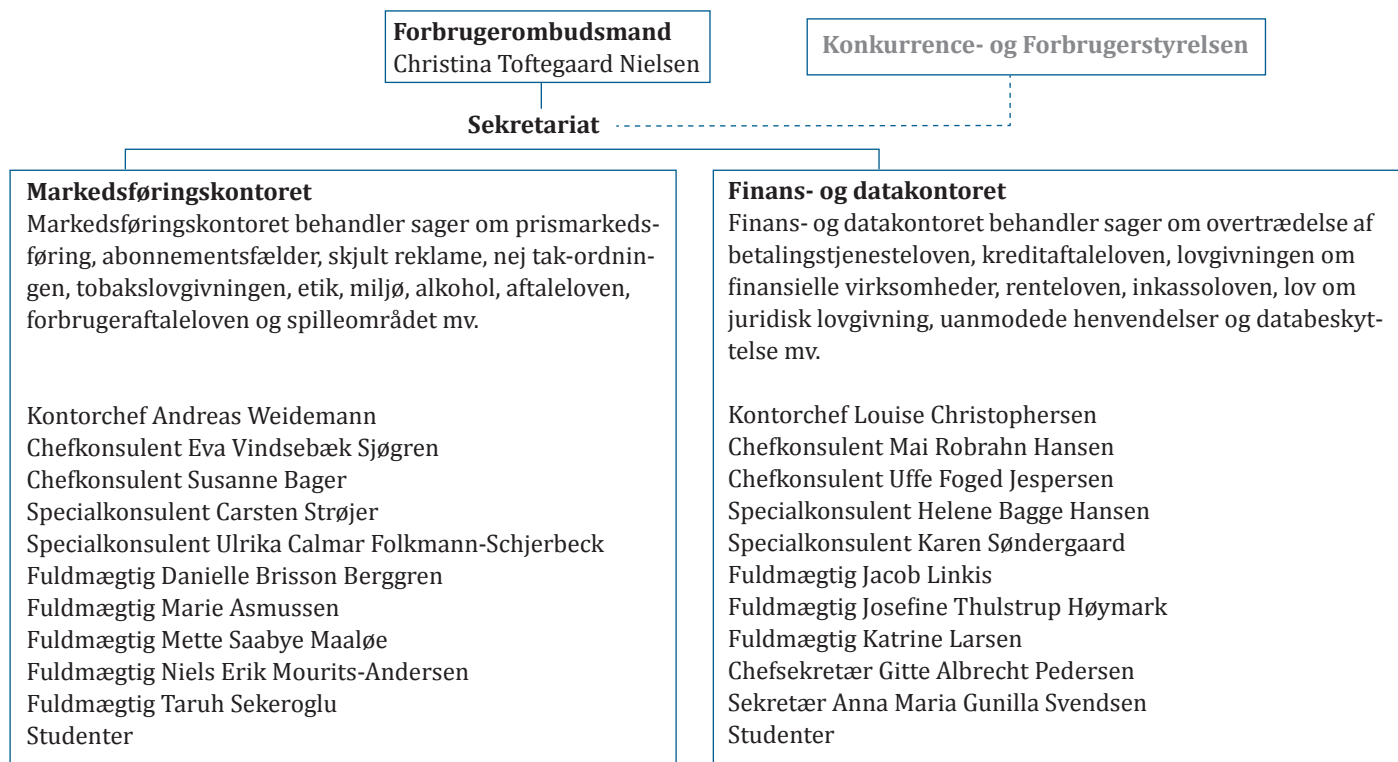 Forbrugerombudsmand
Christina Toftegaard Nielsen
Konkurrence- og Forbrugerstyrelsen
Sekretariat
Markedsføringskontoret
Markedsføringskontoret behandler sager om prismarkeds-
føring, abonnementsfælder, skjult reklame, nej tak-ordnin-
gen, tobakslovgivningen, etik, miljø, alkohol, aftaleloven,
forbrugeraftaleloven og spilleområdet mv.
Kontorchef Andreas Weidemann
Chefkonsulent Eva Vindsebæk Sjøgren
Chefkonsulent Susanne Bager
Specialkonsulent Carsten Strøjer
Specialkonsulent Ulrika Calmar Folkmann-Schjerbeck
Fuldmægtig Danielle Brisson Berggren
Fuldmægtig Marie Asmussen
Fuldmægtig Mette Saabye Maaløe
Fuldmægtig Niels Erik Mourits-Andersen
Fuldmægtig Taruh Sekeroglu
Studenter
Finans- og datakontoret
Finans- og datakontoret behandler sager om overtrædelse af
betalingstjenesteloven, kreditaftaleloven, lovgivningen om
finansielle virksomheder, renteloven, inkassoloven, lov om
juridisk lovgivning, uanmodede henvendelser og databeskyt-
telse mv.
Kontorchef Louise Christophersen
Chefkonsulent Mai Robrahn Hansen
Chefkonsulent Uffe Foged Jespersen
Specialkonsulent Helene Bagge Hansen
Specialkonsulent Karen Søndergaard
Fuldmægtig Jacob Linkis
Fuldmægtig Josefine Thulstrup Høymark
Fuldmægtig Katrine Larsen
Chefsekretær Gitte Albrecht Pedersen
Sekretær Anna Maria Gunilla Svendsen
Studenter